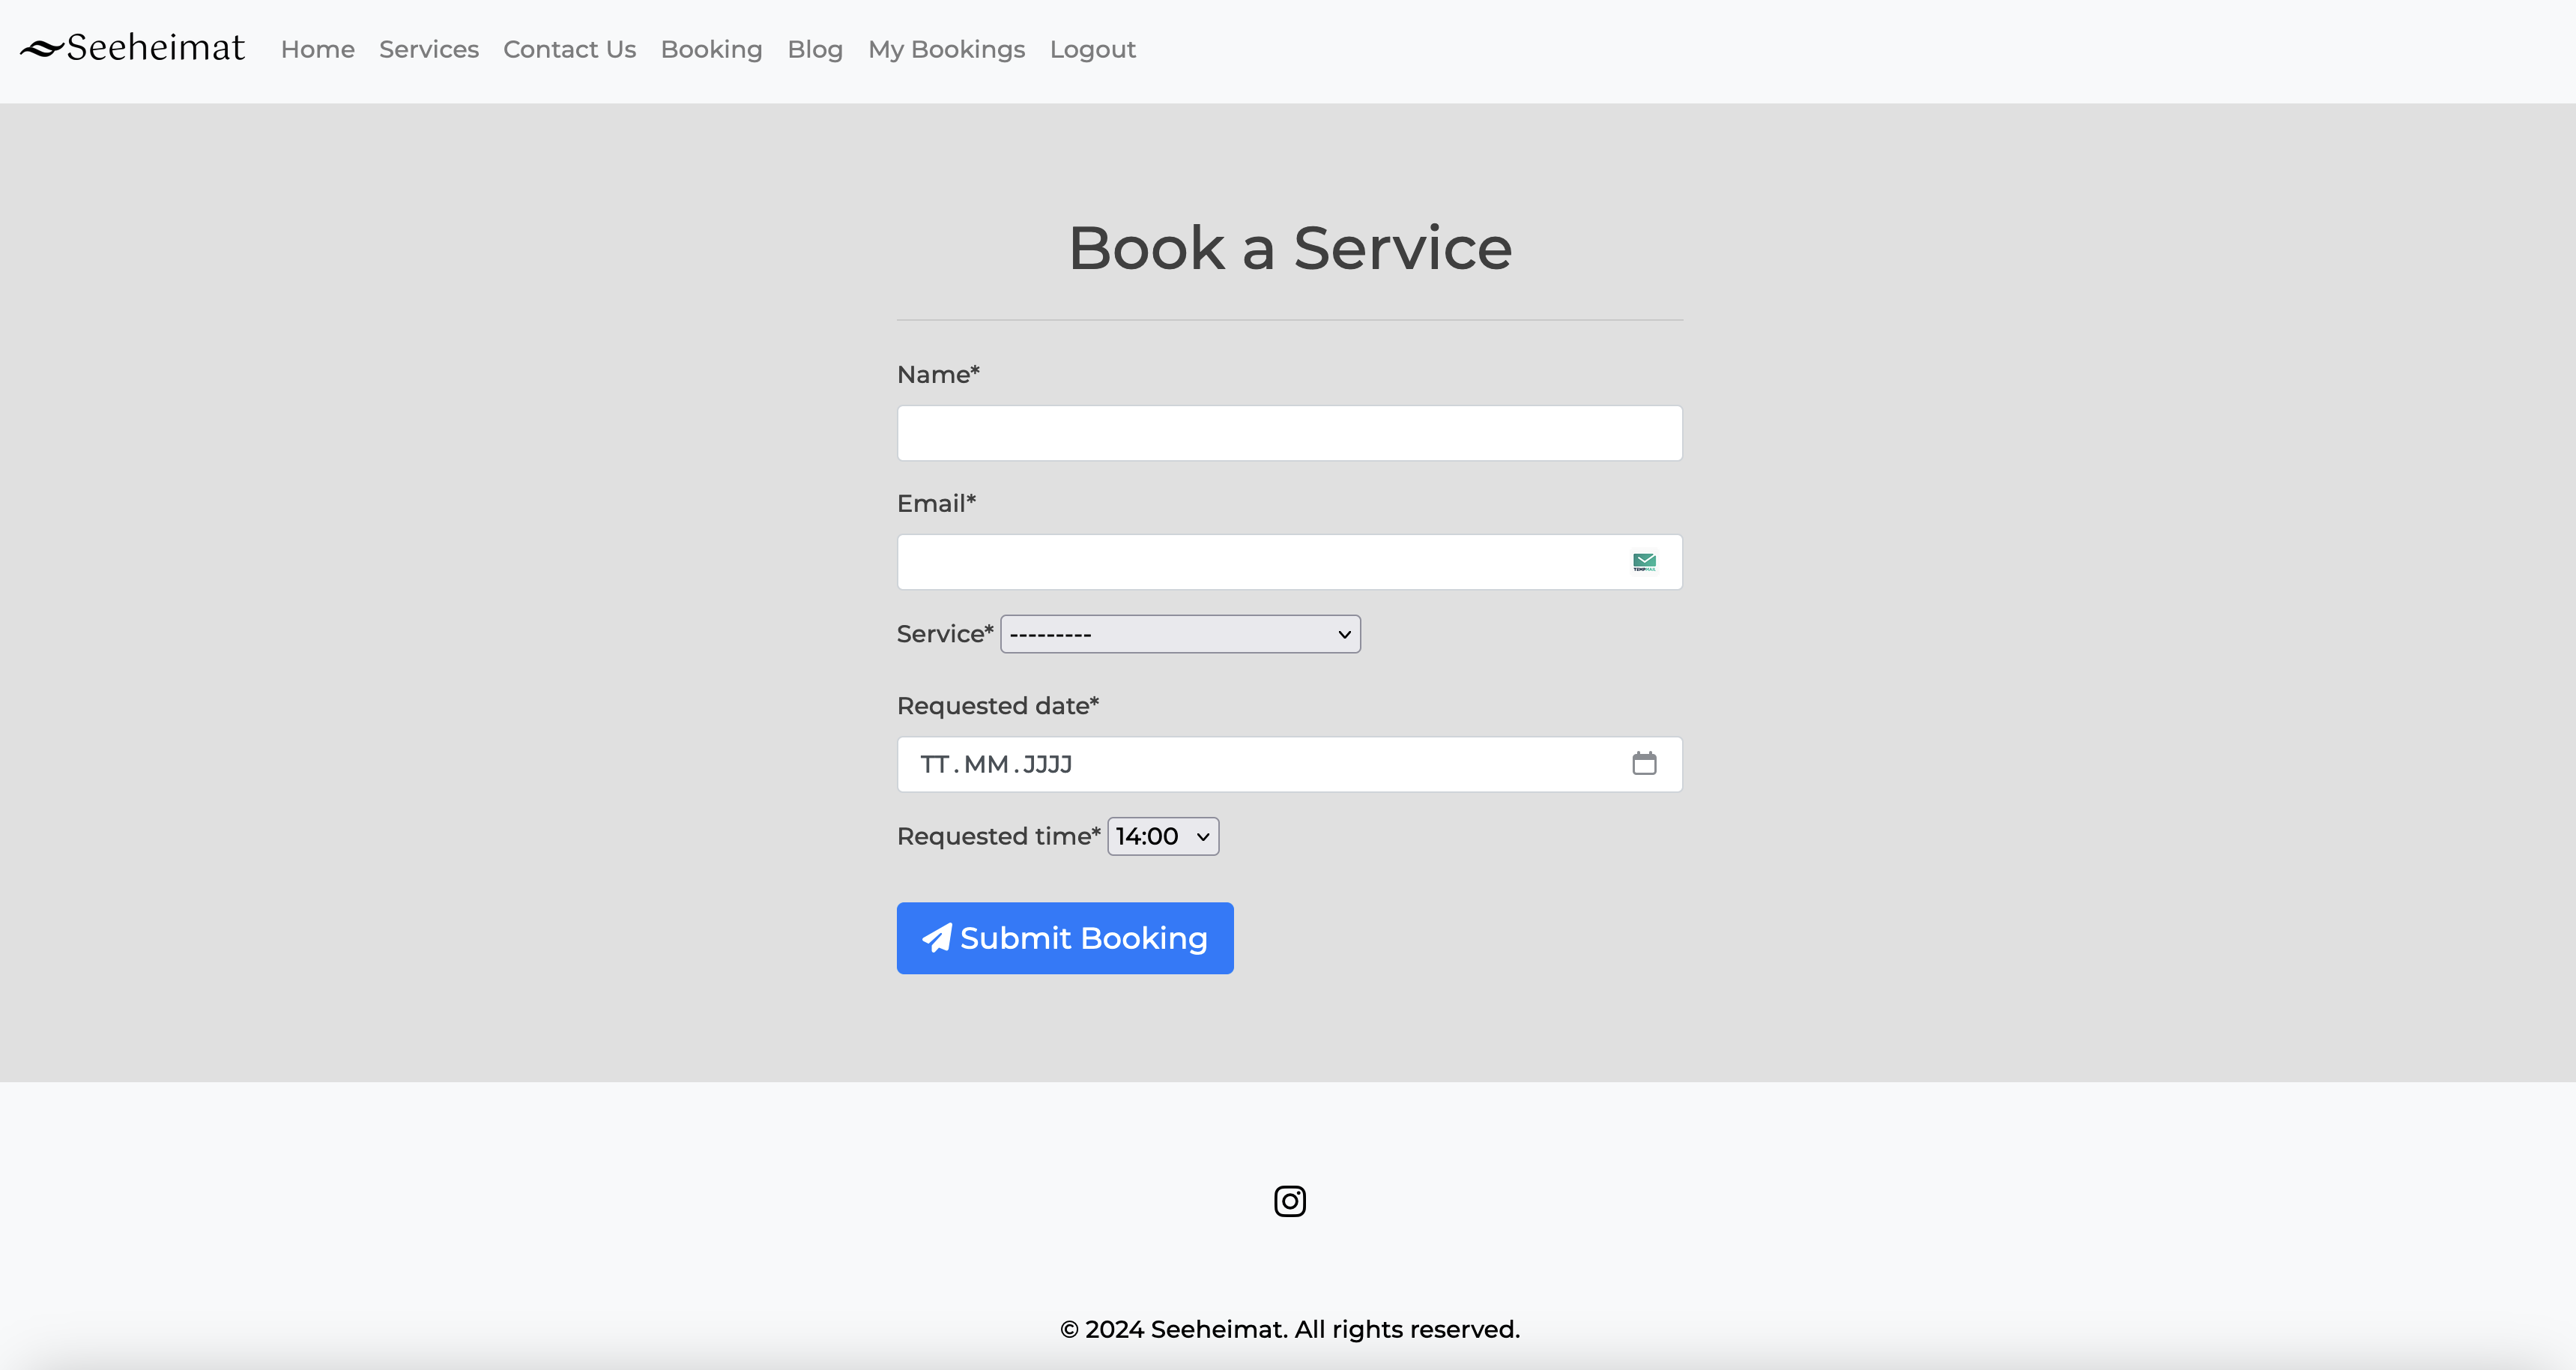 Seeheimat Home Services Contact Us Booking Blog My Bookings Logout
Book a Service
Name*
Email*
Service* ---------
Requested date*
TT.MM.JJJJ
Requested time* 14:00
Submit Booking
© 2024 Seeheimat. All rights reserved.